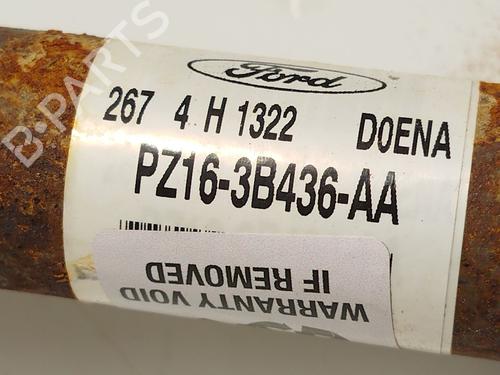 Ford
267 4 H 1322 D0ENA
PZ16-3B436-AA
WARRANTY VOID
IF REMOVED
B-PARTS